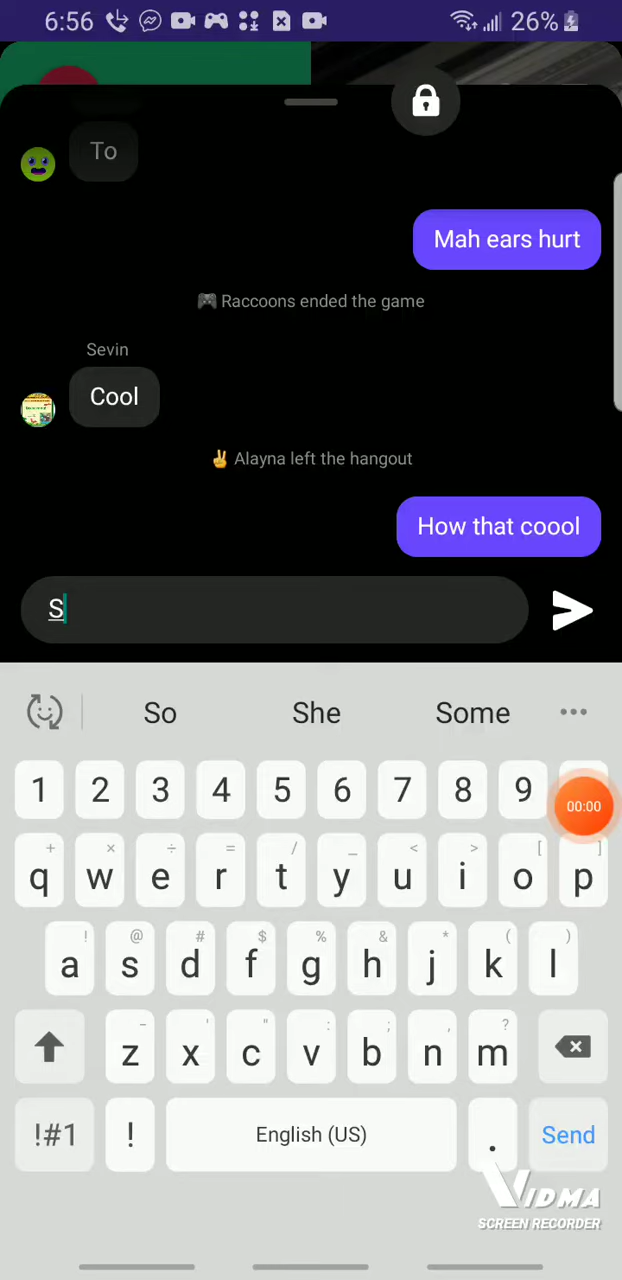 6:56 26%
To
Mah ears hurt
Raccoons ended the game
Sevin
Cool
Alayna left the hangout
How that coool
S
So She Some
1 2 3 4 5 6 7 8 9
00:00
+ × ÷ = / _ < > [ ]
q w e r t y u i o p
! @ # $ % & * ( )
a s d f g h j k l
- ' " : ; , ?
z x c v b n m
!#1 ! English (US) . Send
VIDMA
SCREEN RECORDER